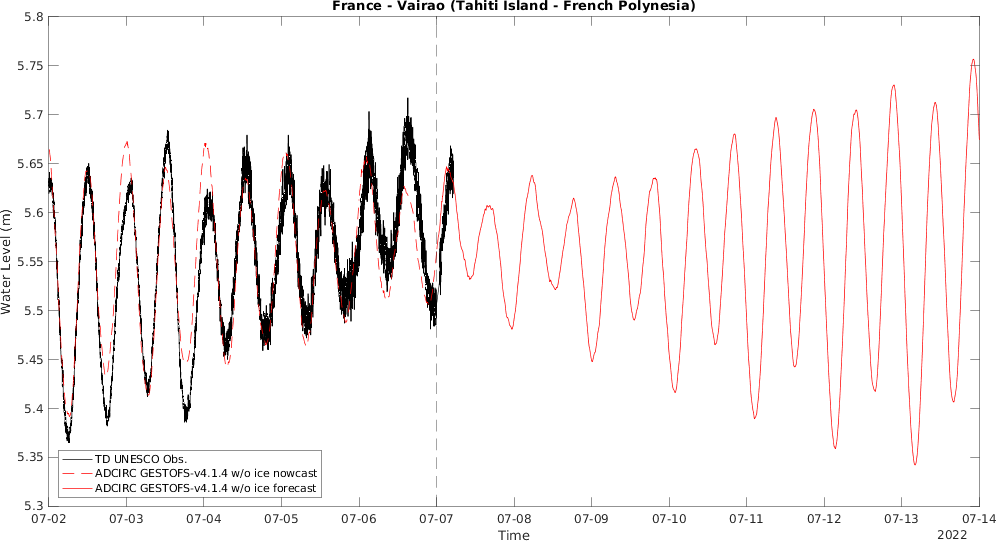 France - Vairao (Tahiti Island - French Polynesia)
5.8
5.75
5.7
5.65
5.6
5.55
5.5
5.45
5.4
5.35
5.3
Water Level (m)
TD UNESCO Obs.
ADCIRC GESTOFS-v4.1.4 w/o ice nowcast
ADCIRC GESTOFS-v4.1.4 w/o ice forecast
07-02 07-03 07-04 07-05 07-06 07-07 07-08 07-09 07-10 07-11 07-12 07-13 07-14
Time
2022